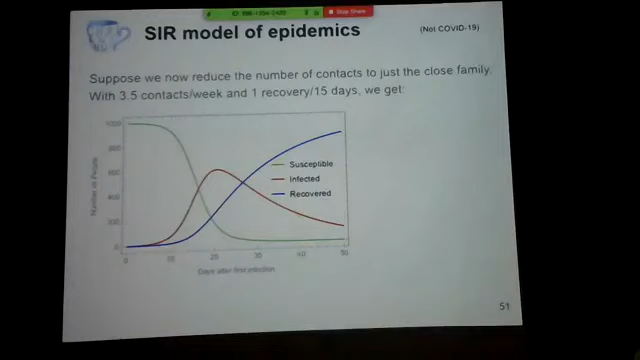 Stop Share
SIR model of epidemics
(Not COVID-19)
Suppose we now reduce the number of contacts to just the close family.
With 3.5 contacts/week and 1 recovery/15 days, we get:
1000
800
600
400
200
0
Number of People
Susceptible
Infected
Recovered
0 10 20 30 40 50
Days after first infection
51